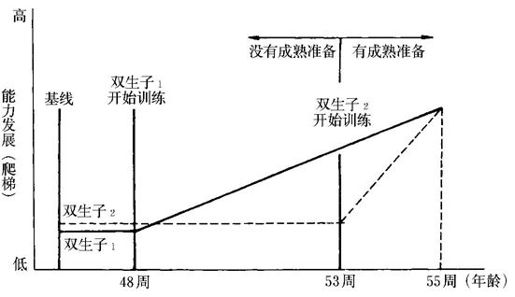 高
没有成熟准备 有成熟准备
双生子1
开始训练
基线
双生子2
开始训练
能力发展（爬梯）
双生子2
双生子1
低
48周 53周 55周（年龄）